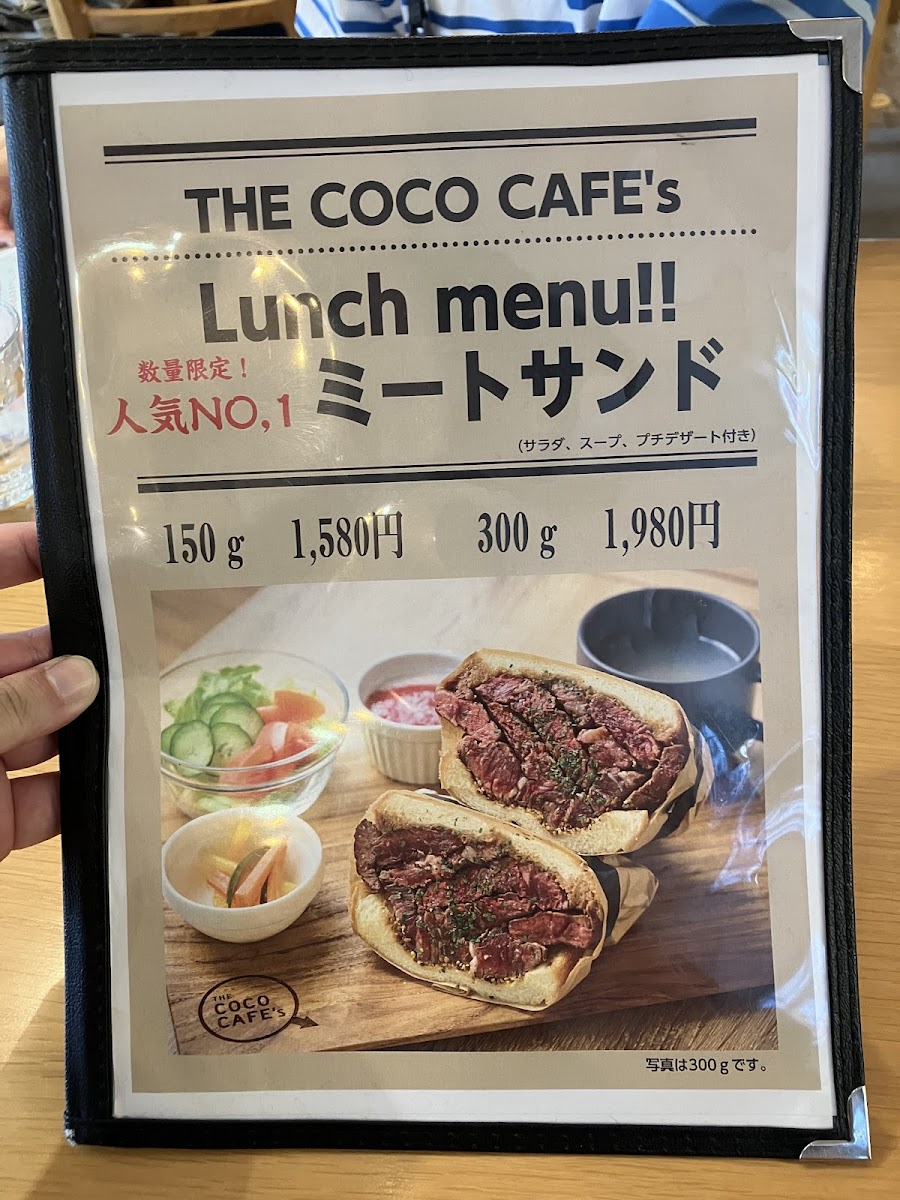 THE COCO CAFE's
Lunch menu!!
数量限定！
人気NO,1 ミートサンド
(サラダ、スープ、プチデザート付き)
150g 1,580円 300g 1,980円
THE
COCO
CAFE's
写真は300gです。